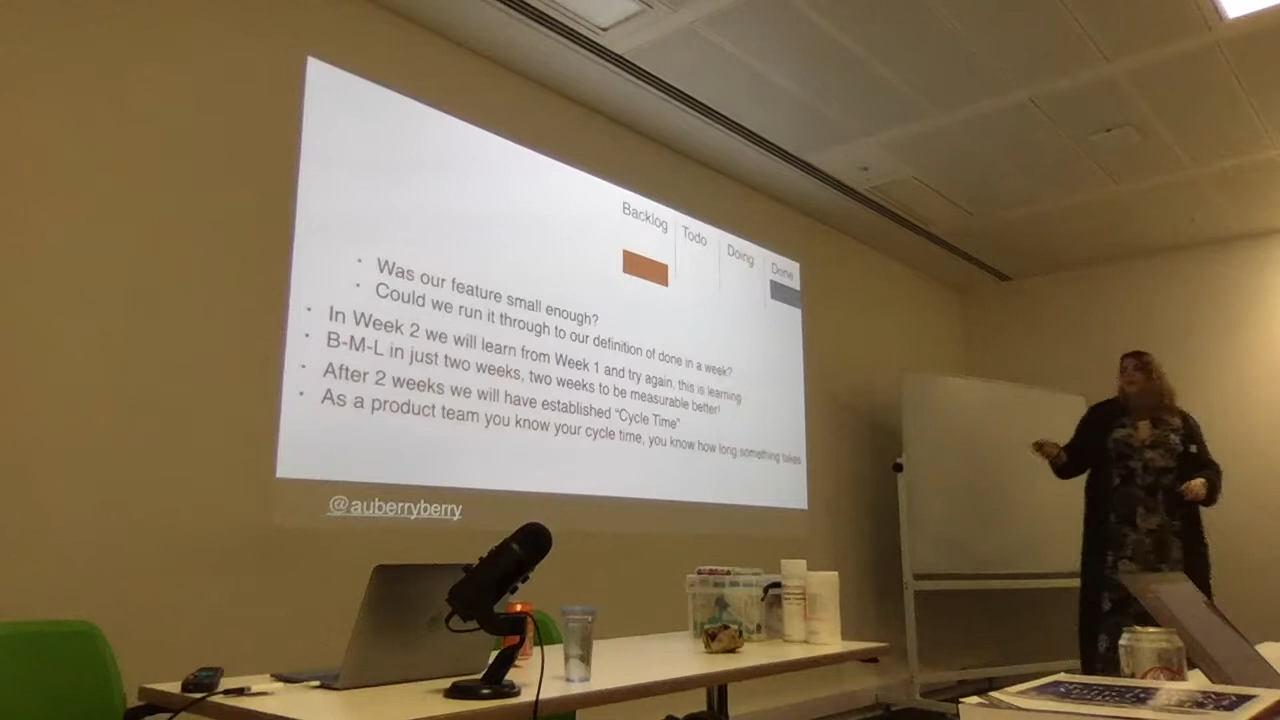 Backlog
Todo
Doing
Done
Was our feature small enough?
Could we run it through to our definition of done in a week?
In Week 2 we will learn from Week 1 and try again, this is learning
B-M-L in just two weeks, two weeks to be measurable better!
After 2 weeks we will have established "Cycle Time"
As a product team you know your cycle time, you know how long something takes
@auberryberry